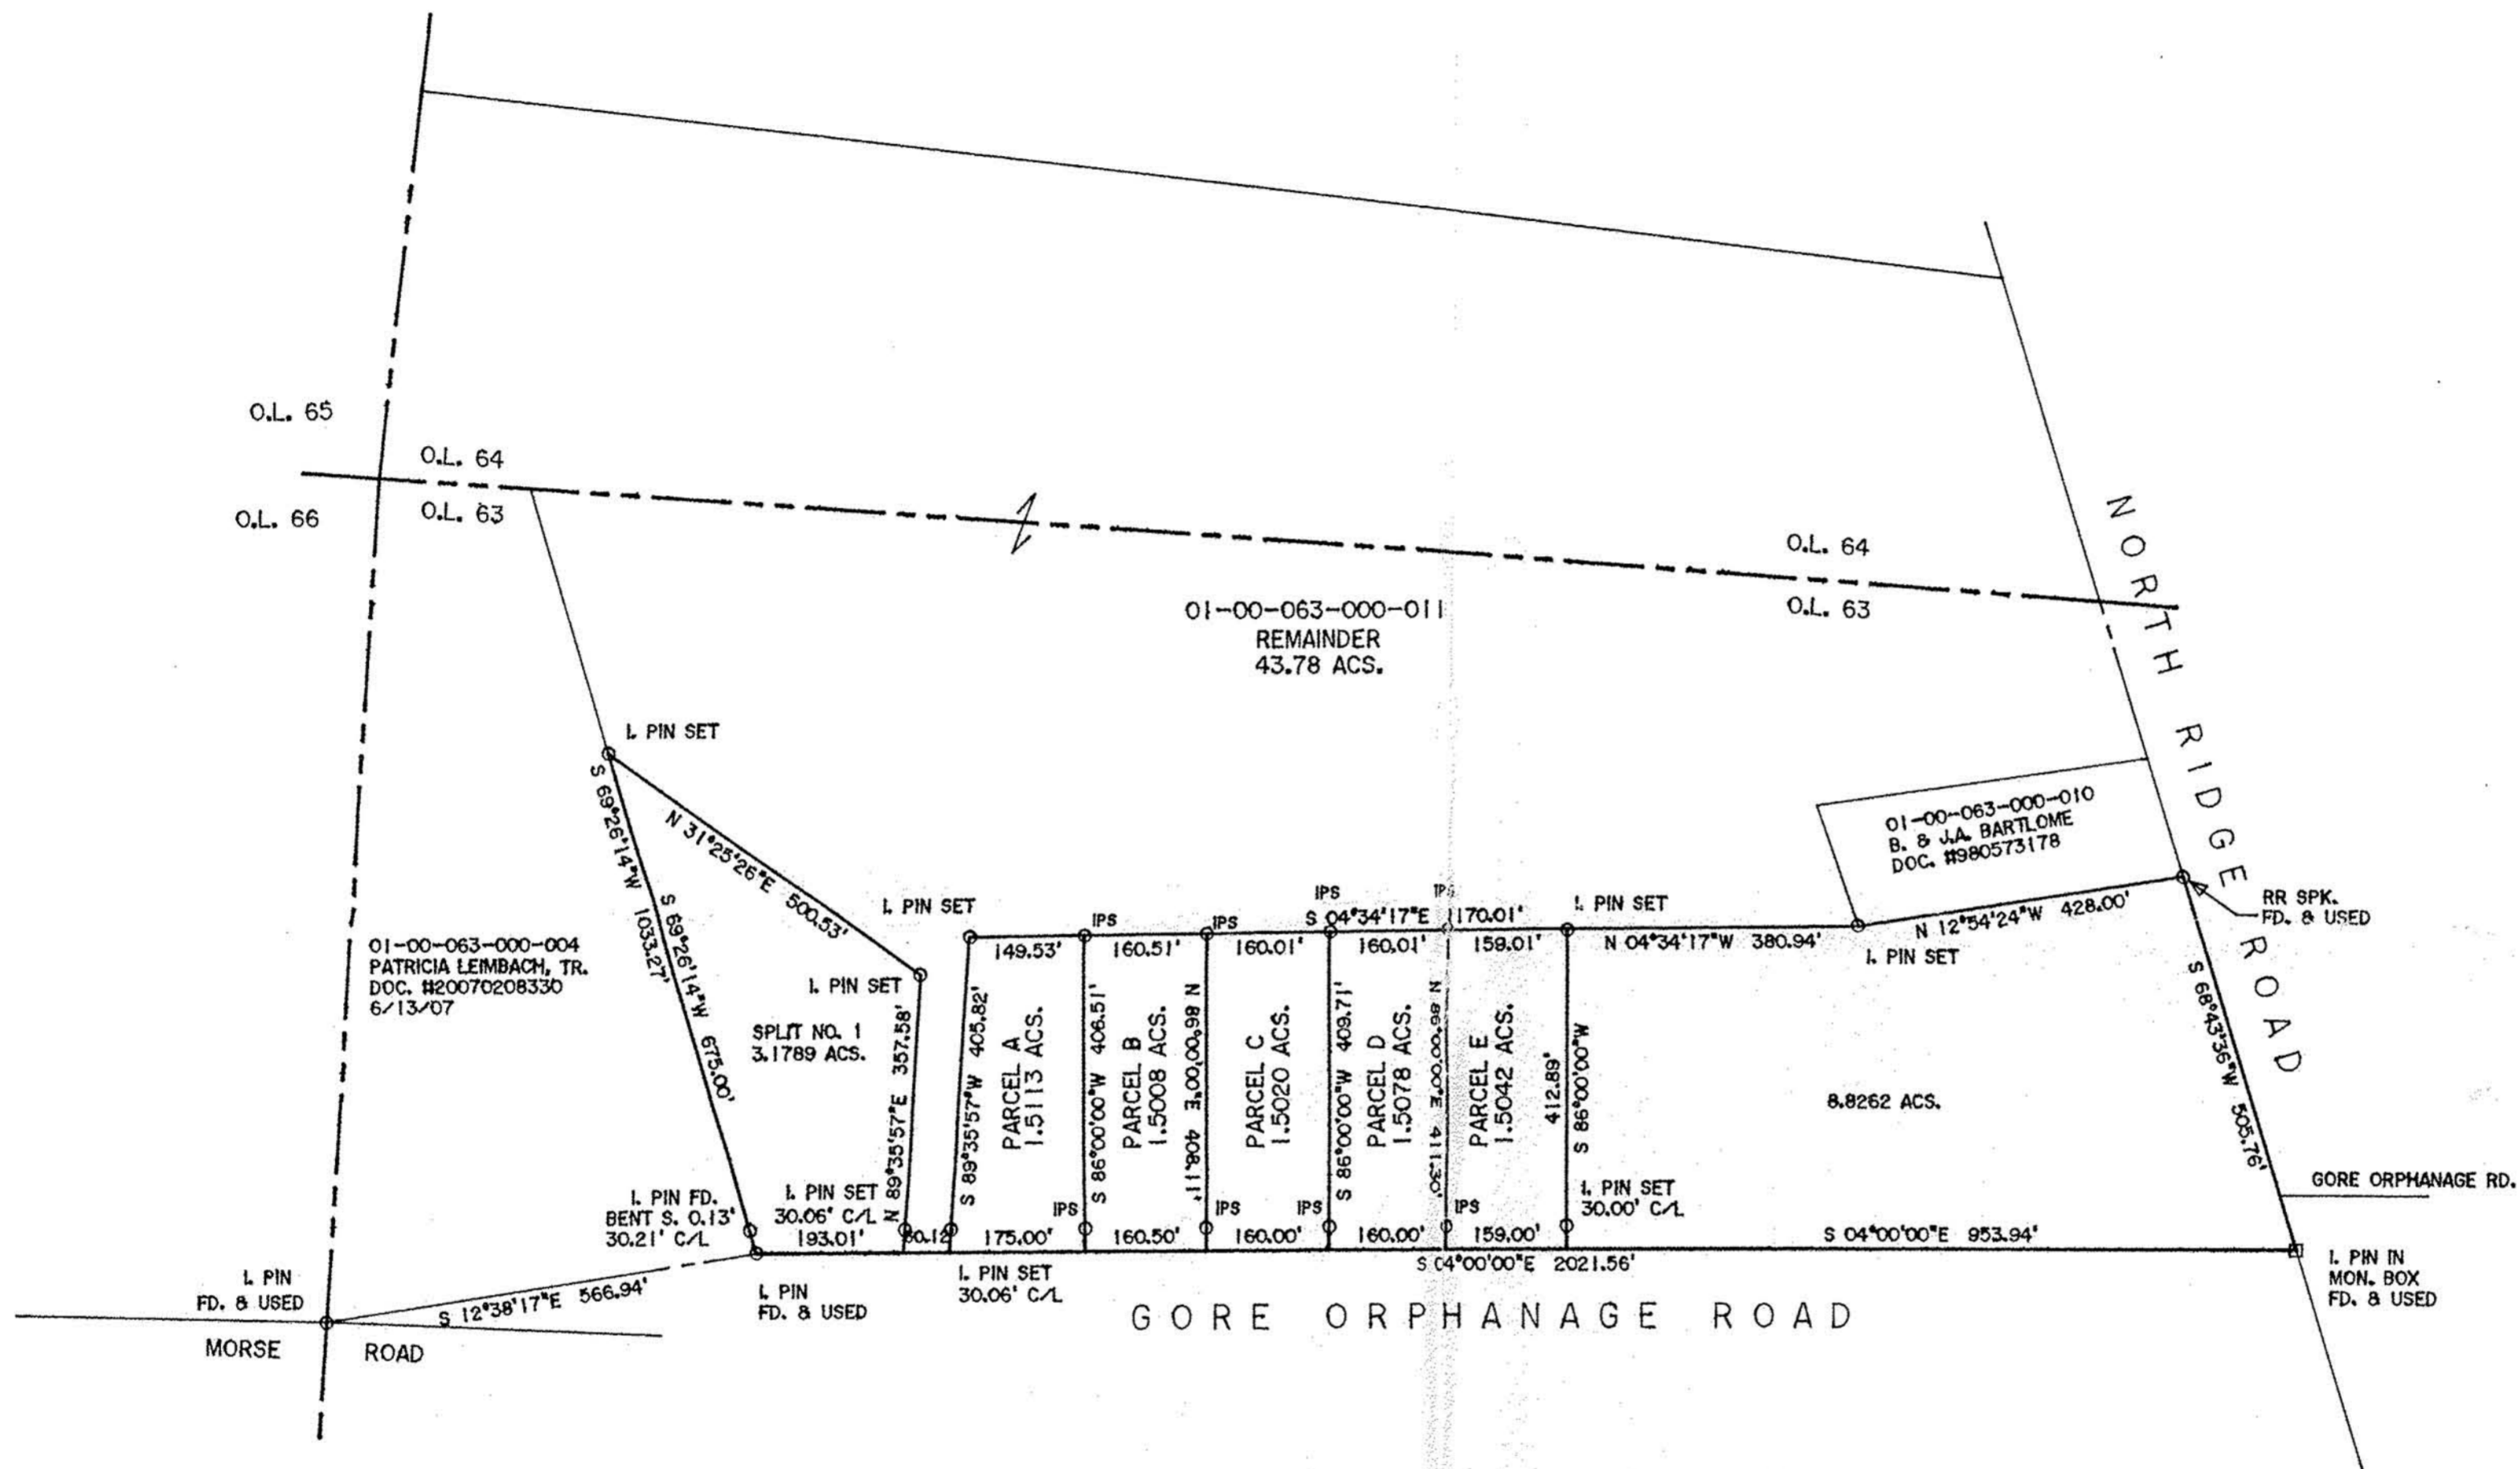 O.L. 65
O.L. 64
O.L. 66
O.L. 63
O.L. 64
O.L. 63
01-00-063-000-011
REMAINDER
43.78 ACS.
NORTH RIDGE ROAD
I. PIN SET
S 69°26'14"W 1033.27'
S 69°26'14"W 675.00'
N 31°25'26"E 500.53'
01-00-063-000-004
PATRICIA LEIMBACH, TR.
DOC. #20070208330
6/13/07
I. PIN SET
I. PIN SET
SPLIT NO. 1
3.1789 ACS.
N 89°35'57"E 357.58'
S 89°35'57"W 405.82'
IPS
IPS
IPS
IPS
S 04°34'17"E 1170.01'
149.53'
160.51'
160.01'
160.01'
159.01'
I. PIN SET
N 04°34'17"W 380.94'
I. PIN SET
N 12°54'24"W 428.00'
01-00-063-000-010
B. & J.A. BARTLOME
DOC. #980573178
RR SPK.
FD. & USED
S 68°43'36"W 505.76'
PARCEL A
1.5113 ACS.
S 86°00'00"W 406.51'
PARCEL B
1.5008 ACS.
N 86°00'00"E 408.11'
PARCEL C
1.5020 ACS.
S 86°00'00"W 409.71'
PARCEL D
1.5078 ACS.
N 86°00'00"E 411.30'
PARCEL E
1.5042 ACS.
412.89'
S 86°00'00"W
8.8262 ACS.
I. PIN FD.
BENT S. 0.13'
30.21' C/L
I. PIN SET
30.06' C/L
IPS
IPS
IPS
IPS
I. PIN SET
30.00' C/L
193.01'
175.00'
160.50'
160.00'
160.00'
159.00'
S 04°00'00"E 953.94'
S 04°00'00"E 2021.56'
GORE ORPHANAGE RD.
I. PIN IN
MON. BOX
FD. & USED
I. PIN
FD. & USED
S 12°38'17"E 566.94'
I. PIN
FD. & USED
I. PIN SET
30.06' C/L
GORE ORPHANAGE ROAD
MORSE ROAD